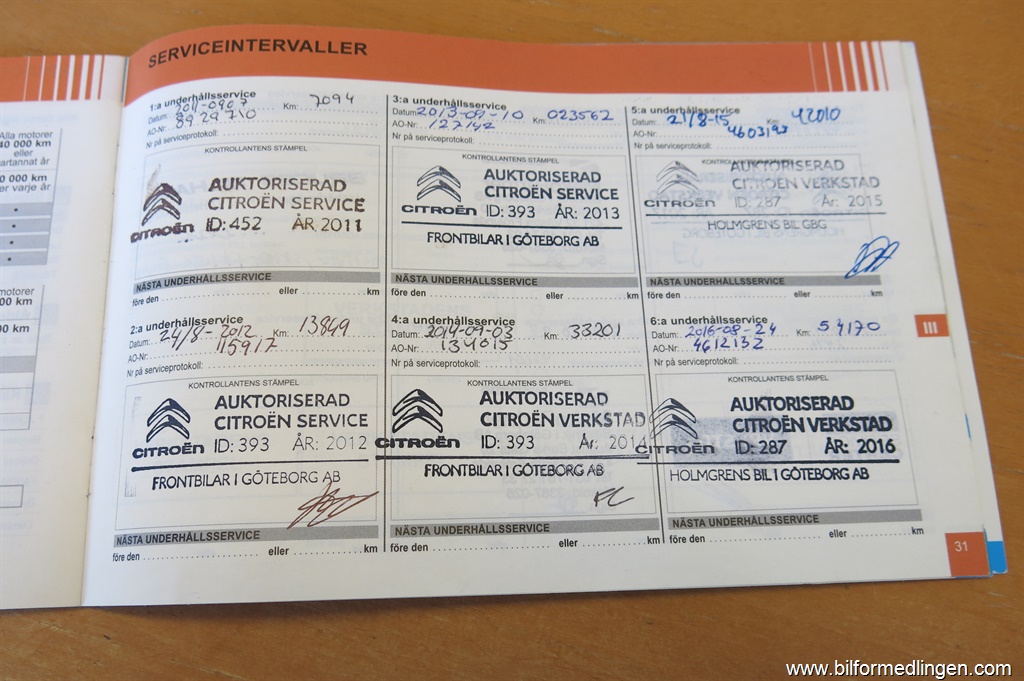 SERVICEINTERVALLER
Alla motorer
40 000 km
eller
vartannat år
0 000 km
er varje år
motorer
00 km
00 km
1:a underhållsservice
Datum: 2011-0907 Km: 7094
AO-Nr: 8929710
Nr på serviceprotokoll:
KONTROLLANTENS STÄMPEL
AUKTORISERAD
CITROËN SERVICE
CITROËN ID: 452 ÅR 2011
NÄSTA UNDERHÅLLSSERVICE
före den eller km
2:a underhållsservice
Datum: 24/8-2012 Km: 13849
AO-Nr: 115917
Nr på serviceprotokoll:
KONTROLLANTENS STÄMPEL
AUKTORISERAD
CITROËN SERVICE
CITROËN ID: 393 ÅR: 2012
FRONTBILAR I GÖTEBORG AB
NÄSTA UNDERHÅLLSSERVICE
före den eller km
3:a underhållsservice
Datum: 2013-09-10 Km: 023562
AO-Nr: 127142
Nr på serviceprotokoll:
KONTROLLANTENS STÄMPEL
AUKTORISERAD
CITROËN SERVICE
CITROËN ID: 393 ÅR: 2013
FRONTBILAR I GÖTEBORG AB
NÄSTA UNDERHÅLLSSERVICE
före den eller km
4:a underhållsservice
Datum: 2014-09-03 Km: 33201
AO-Nr: 134015
Nr på serviceprotokoll:
KONTROLLANTENS STÄMPEL
AUKTORISERAD
CITROËN VERKSTAD
CITROËN ID: 393 År: 2014
FRONTBILAR I GÖTEBORG AB
NÄSTA UNDERHÅLLSSERVICE
före den eller km
5:a underhållsservice
Datum: 21/8-15 Km: 42010
AO-Nr: 4603193
Nr på serviceprotokoll:
KONTROLLANTENS STÄMPEL
AUKTORISERAD
CITROËN VERKSTAD
CITROËN ID: 287 År: 2015
HOLMGRENS BIL GBG
NÄSTA UNDERHÅLLSSERVICE
före den eller km
6:a underhållsservice
Datum: 2016-08-24 Km: 54170
AO-Nr: 4612132
Nr på serviceprotokoll:
KONTROLLANTENS STÄMPEL
AUKTORISERAD
CITROËN VERKSTAD
CITROËN ID: 287 ÅR: 2016
HOLMGRENS BIL I GÖTEBORG AB
NÄSTA UNDERHÅLLSSERVICE
före den eller km
III
31
www.bilformedlingen.com